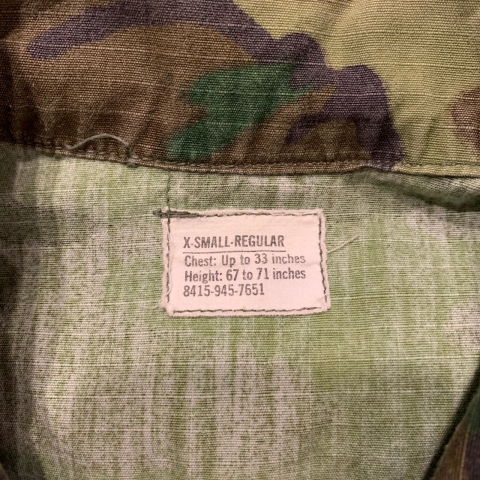 X-SMALL-REGULAR
Chest: Up to 33 inches
Height: 67 to 71 inches
8415-945-7651